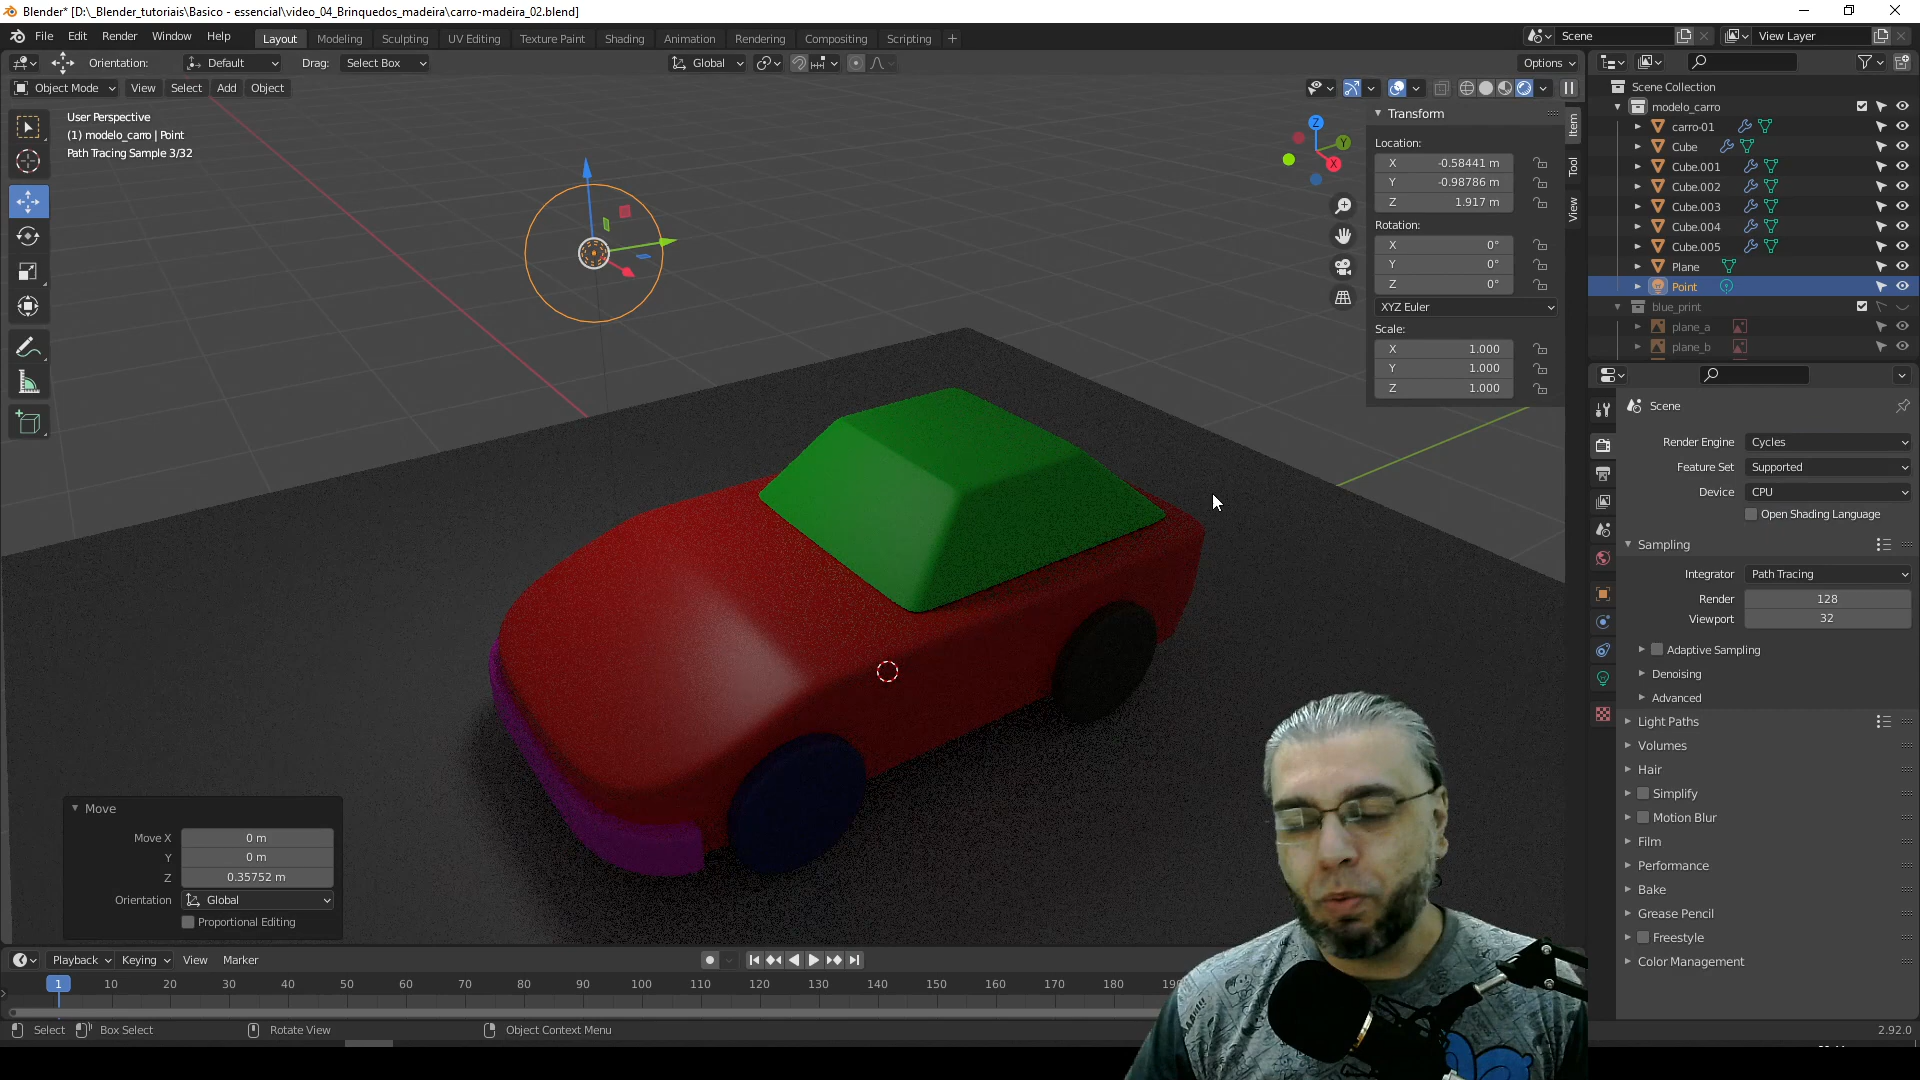 Blender* [D:\_Blender_tutoriais\Basico - essencial\video_04_Brinquedos_madeira\carro-madeira_02.blend]
File Edit Render Window Help Layout Modeling Sculpting UV Editing Texture Paint Shading Animation Rendering Compositing Scripting + Scene View Layer
Orientation: Default Drag: Select Box Global Options
Object Mode View Select Add Object
User Perspective
(1) modelo_carro | Point
Path Tracing Sample 3/32
Z
Y
X
Transform
Location:
X -0.58441 m
Y -0.98786 m
Z 1.917 m
Rotation:
X 0°
Y 0°
Z 0°
XYZ Euler
Scale:
X 1.000
Y 1.000
Z 1.000
Item
Tool
View
Scene Collection
modelo_carro
carro-01
Cube
Cube.001
Cube.002
Cube.003
Cube.004
Cube.005
Plane
Point
blue_print
plane_a
plane_b
Scene
Render Engine Cycles
Feature Set Supported
Device CPU
Open Shading Language
Sampling
Integrator Path Tracing
Render 128
Viewport 32
Adaptive Sampling
Denoising
Advanced
Light Paths
Volumes
Hair
Simplify
Motion Blur
Film
Performance
Bake
Grease Pencil
Freestyle
Color Management
Move
Move X 0 m
Y 0 m
Z 0.35752 m
Orientation Global
Proportional Editing
Playback Keying View Marker
1 10 20 30 40 50 60 70 80 90 100 110 120 130 140 150 160 170 180
Select Box Select Rotate View Object Context Menu 2.92.0